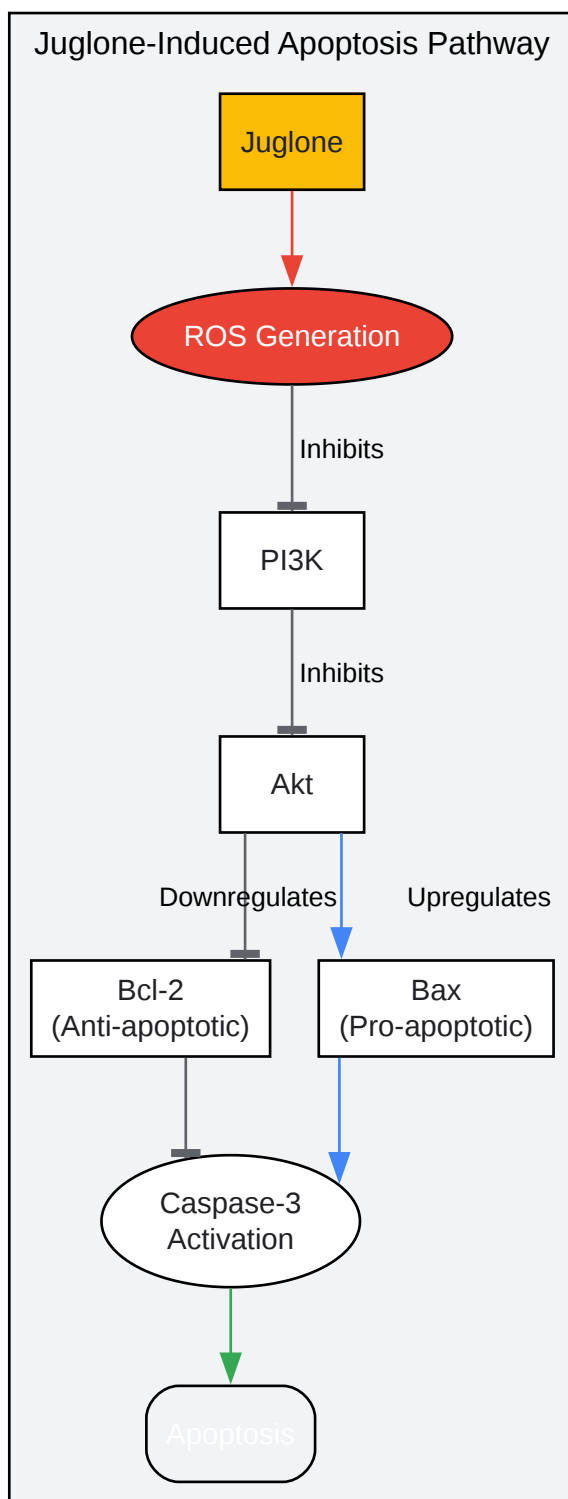 Juglone-Induced Apoptosis Pathway
Juglone
ROS Generation
Inhibits
PI3K
Inhibits
Akt
Downregulates
Upregulates
Bcl-2
(Anti-apoptotic)
Bax
(Pro-apoptotic)
Caspase-3
Activation
Apoptosis